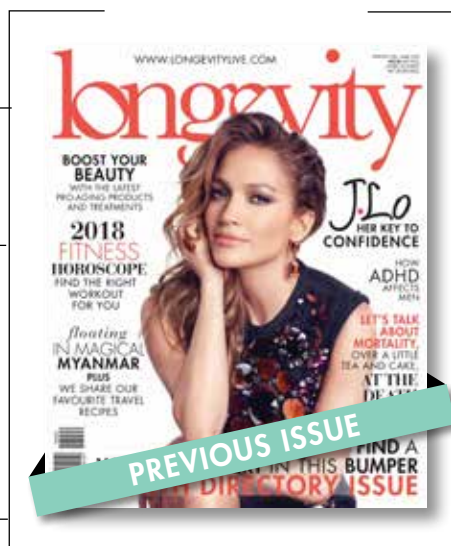 WWW.LONGEVITYLIVE.COM
longevity
BOOST YOUR
BEAUTY
WITH THE LATEST
PRO-AGING PRODUCTS
AND TREATMENTS
2018
FITNESS
HOROSCOPE
FIND THE RIGHT
WORKOUT
FOR YOU
floating
IN MAGICAL
MYANMAR
PLUS
WE SHARE OUR
FAVOURITE TRAVEL
RECIPES
J.Lo
HER KEY TO
CONFIDENCE
HOW
ADHD
AFFECTS
MEN
LET'S TALK
ABOUT
MORTALITY,
OVER A LITTLE
TEA AND CAKE,
AT THE
DEATH
PREVIOUS ISSUE
FIND A
IN THIS BUMPER
DIRECTORY ISSUE